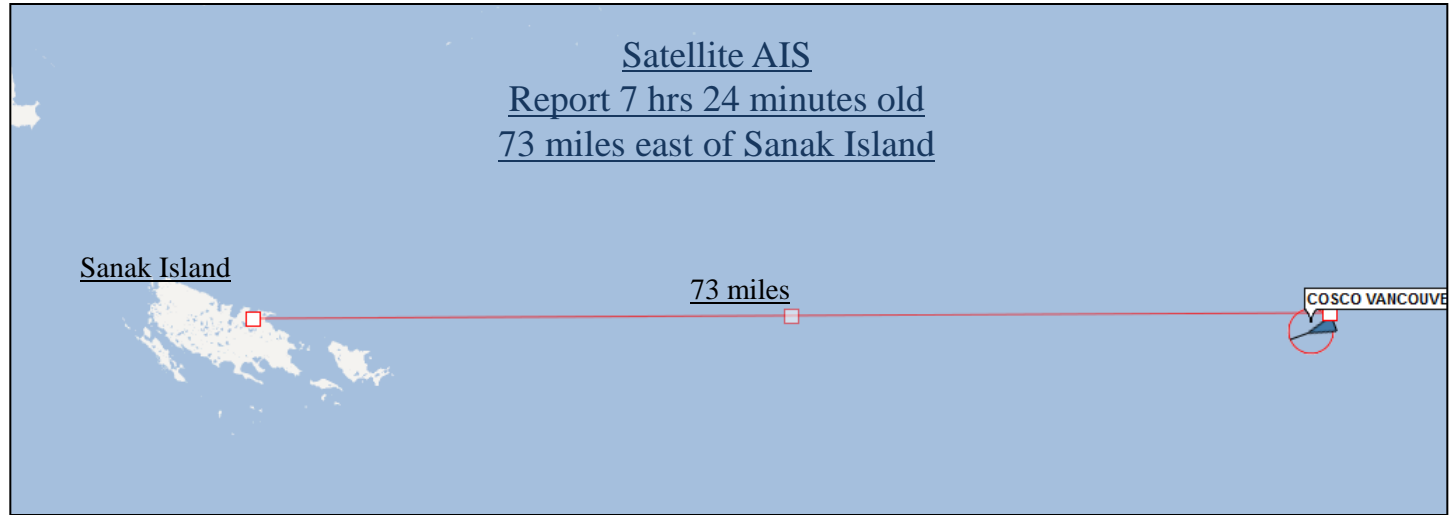 Satellite AIS
Report 7 hrs 24 minutes old
73 miles east of Sanak Island
Sanak Island
73 miles
COSCO VANCOUVE